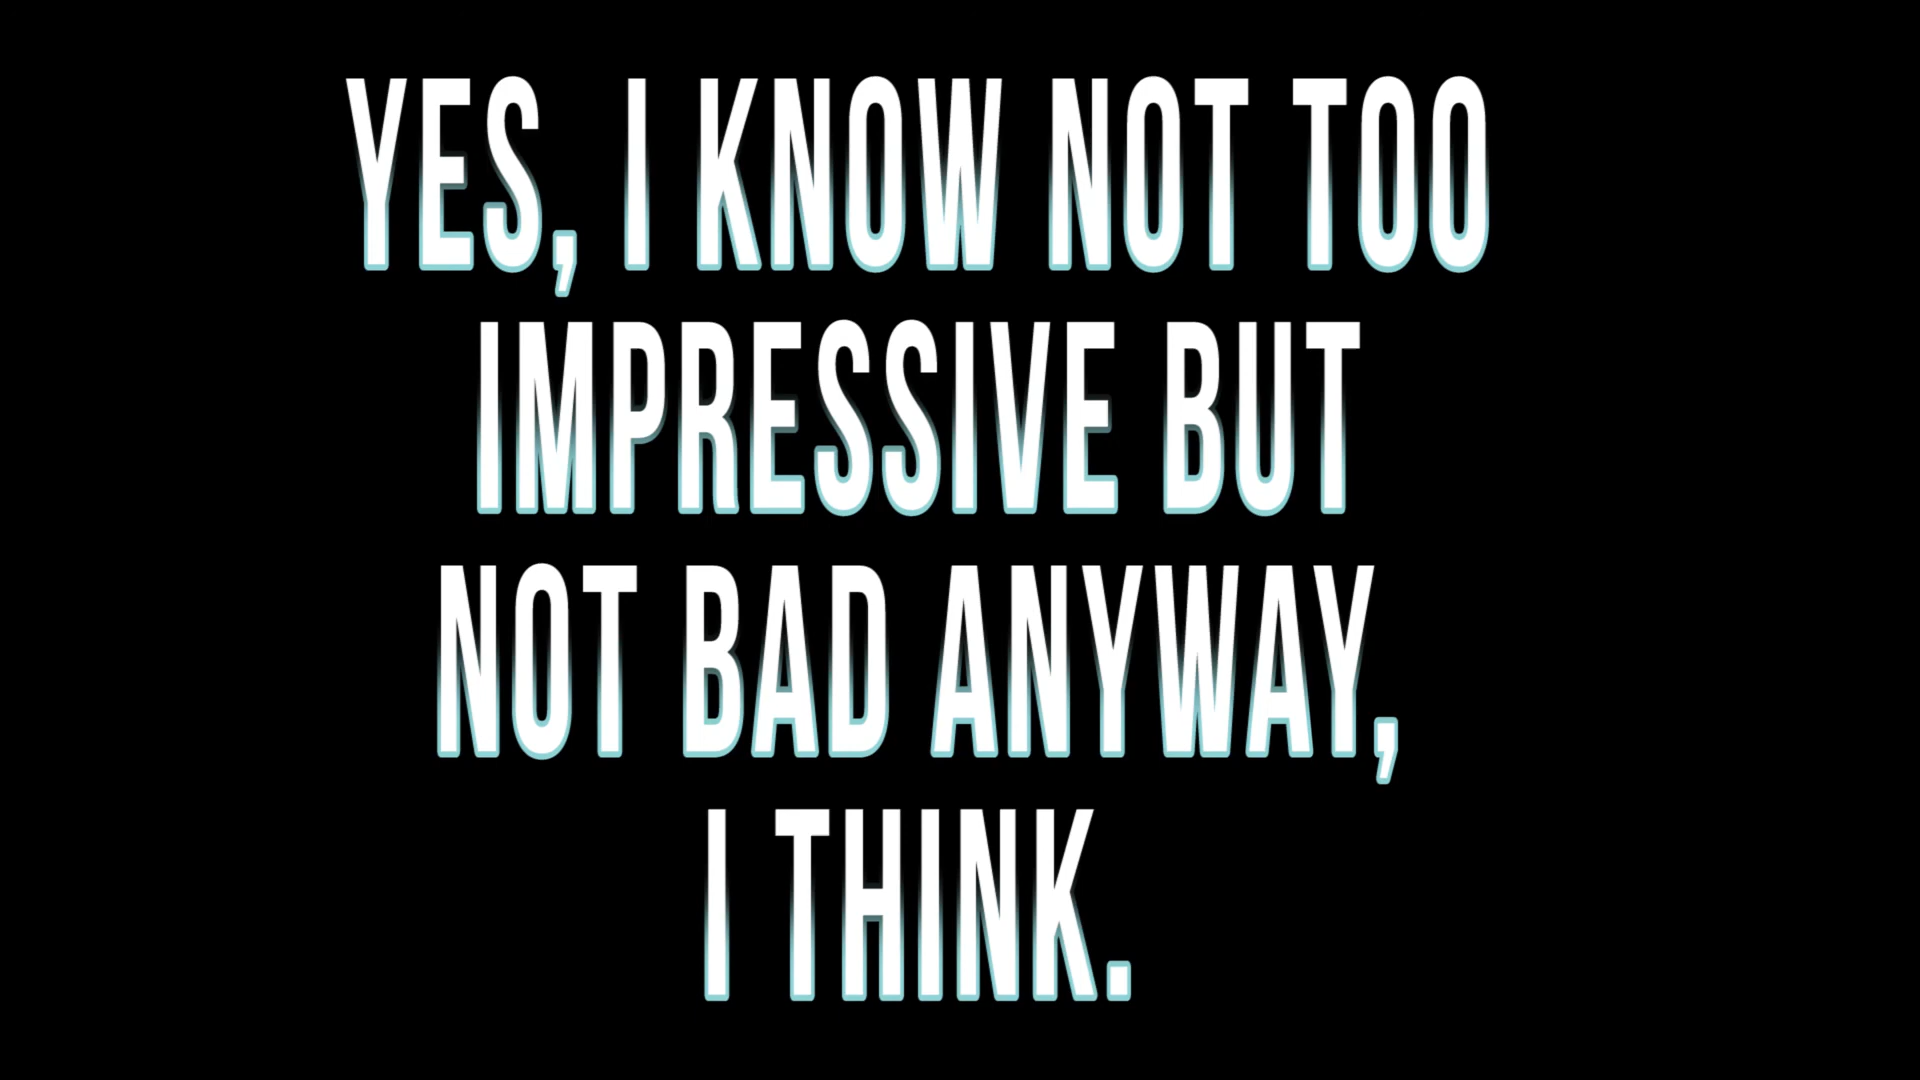 YES, I KNOW NOT TOO
IMPRESSIVE BUT
NOT BAD ANYWAY,
I THINK.